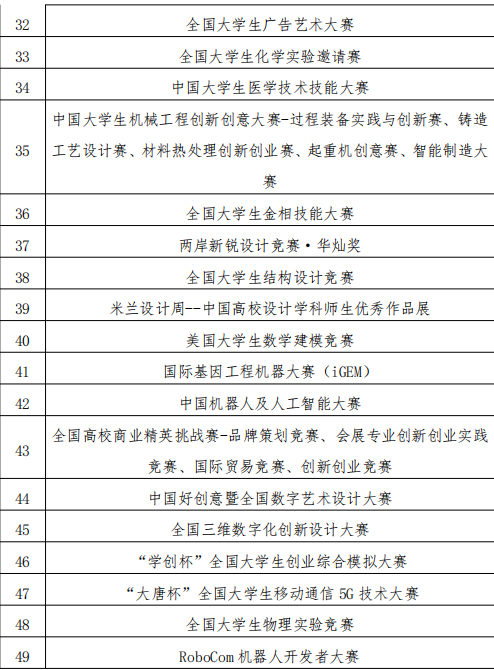 32 全国大学生广告艺术大赛
33 全国大学生化学实验邀请赛
34 中国大学生医学技术技能大赛
35 中国大学生机械工程创新创意大赛-过程装备实践与创新赛、铸造
工艺设计赛、材料热处理创新创业赛、起重机创意赛、智能制造大
赛
36 全国大学生金相技能大赛
37 两岸新锐设计竞赛·华灿奖
38 全国大学生结构设计竞赛
39 米兰设计周--中国高校设计学科师生优秀作品展
40 美国大学生数学建模竞赛
41 国际基因工程机器大赛（iGEM）
42 中国机器人及人工智能大赛
43 全国高校商业精英挑战赛-品牌策划竞赛、会展专业创新创业实践
竞赛、国际贸易竞赛、创新创业竞赛
44 中国好创意暨全国数字艺术设计大赛
45 全国三维数字化创新设计大赛
46 “学创杯”全国大学生创业综合模拟大赛
47 “大唐杯”全国大学生移动通信 5G 技术大赛
48 全国大学生物理实验竞赛
49 RoboCom 机器人开发者大赛